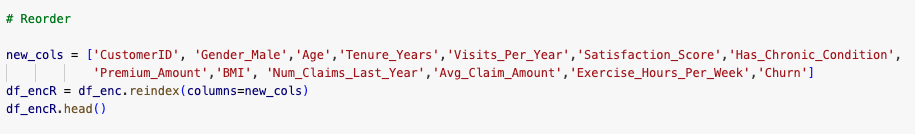 # Reorder
new_cols = ['CustomerID', 'Gender_Male','Age','Tenure_Years','Visits_Per_Year','Satisfaction_Score','Has_Chronic_Condition',
'Premium_Amount','BMI', 'Num_Claims_Last_Year','Avg_Claim_Amount','Exercise_Hours_Per_Week','Churn']
df_encR = df_enc.reindex(columns=new_cols)
df_encR.head()